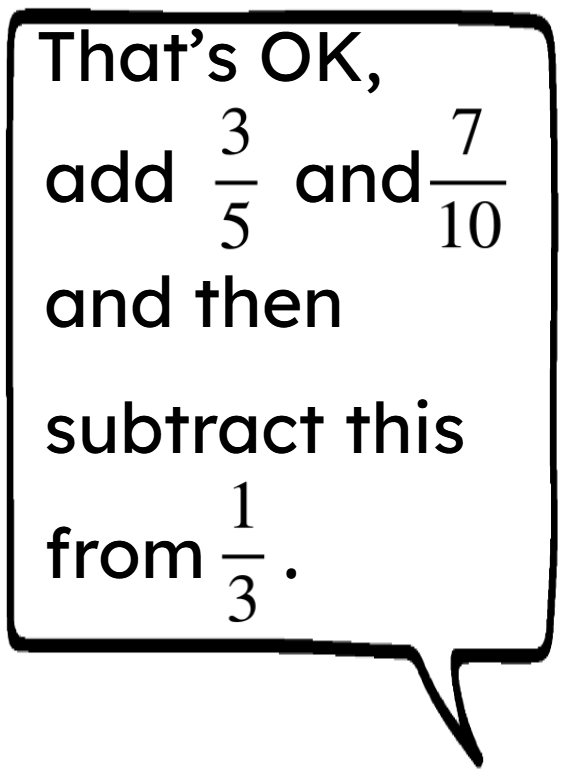 That’s OK,
add 3/5 and 7/10
and then
subtract this
from 1/3 .